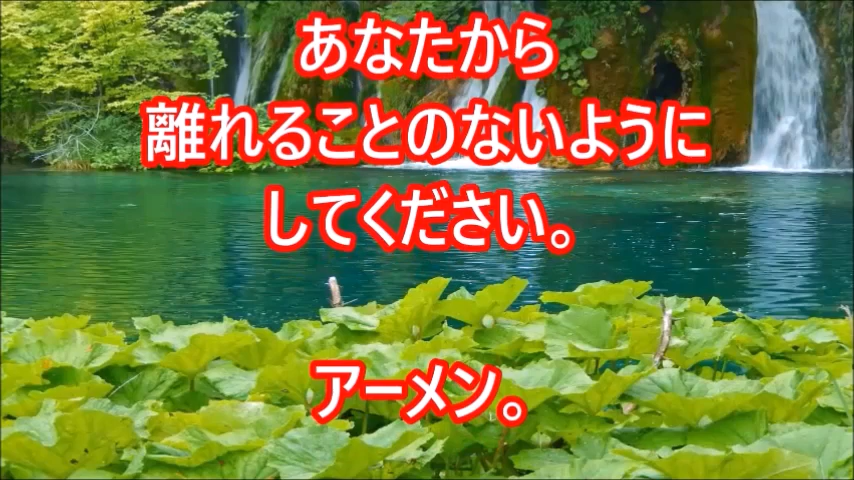 あなたから
離れることのないように
してください。
アーメン。